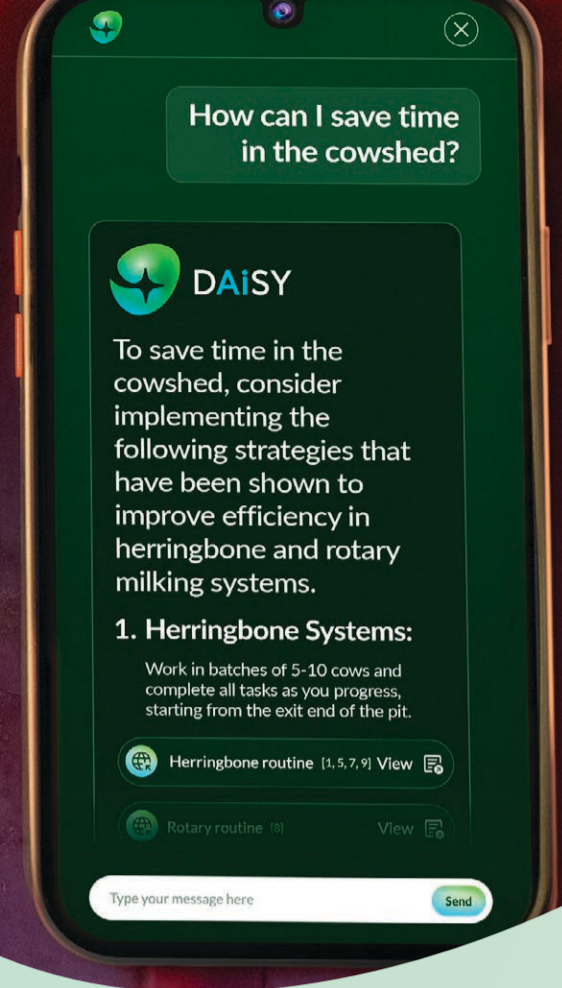 How can I save time
in the cowshed?
DAiSY
To save time in the
cowshed, consider
implementing the
following strategies that
have been shown to
improve efficiency in
herringbone and rotary
milking systems.
1. Herringbone Systems:
Work in batches of 5-10 cows and
complete all tasks as you progress,
starting from the exit end of the pit.
Herringbone routine [1, 5, 7, 9] View
Rotary routine [8] View
Type your message here Send